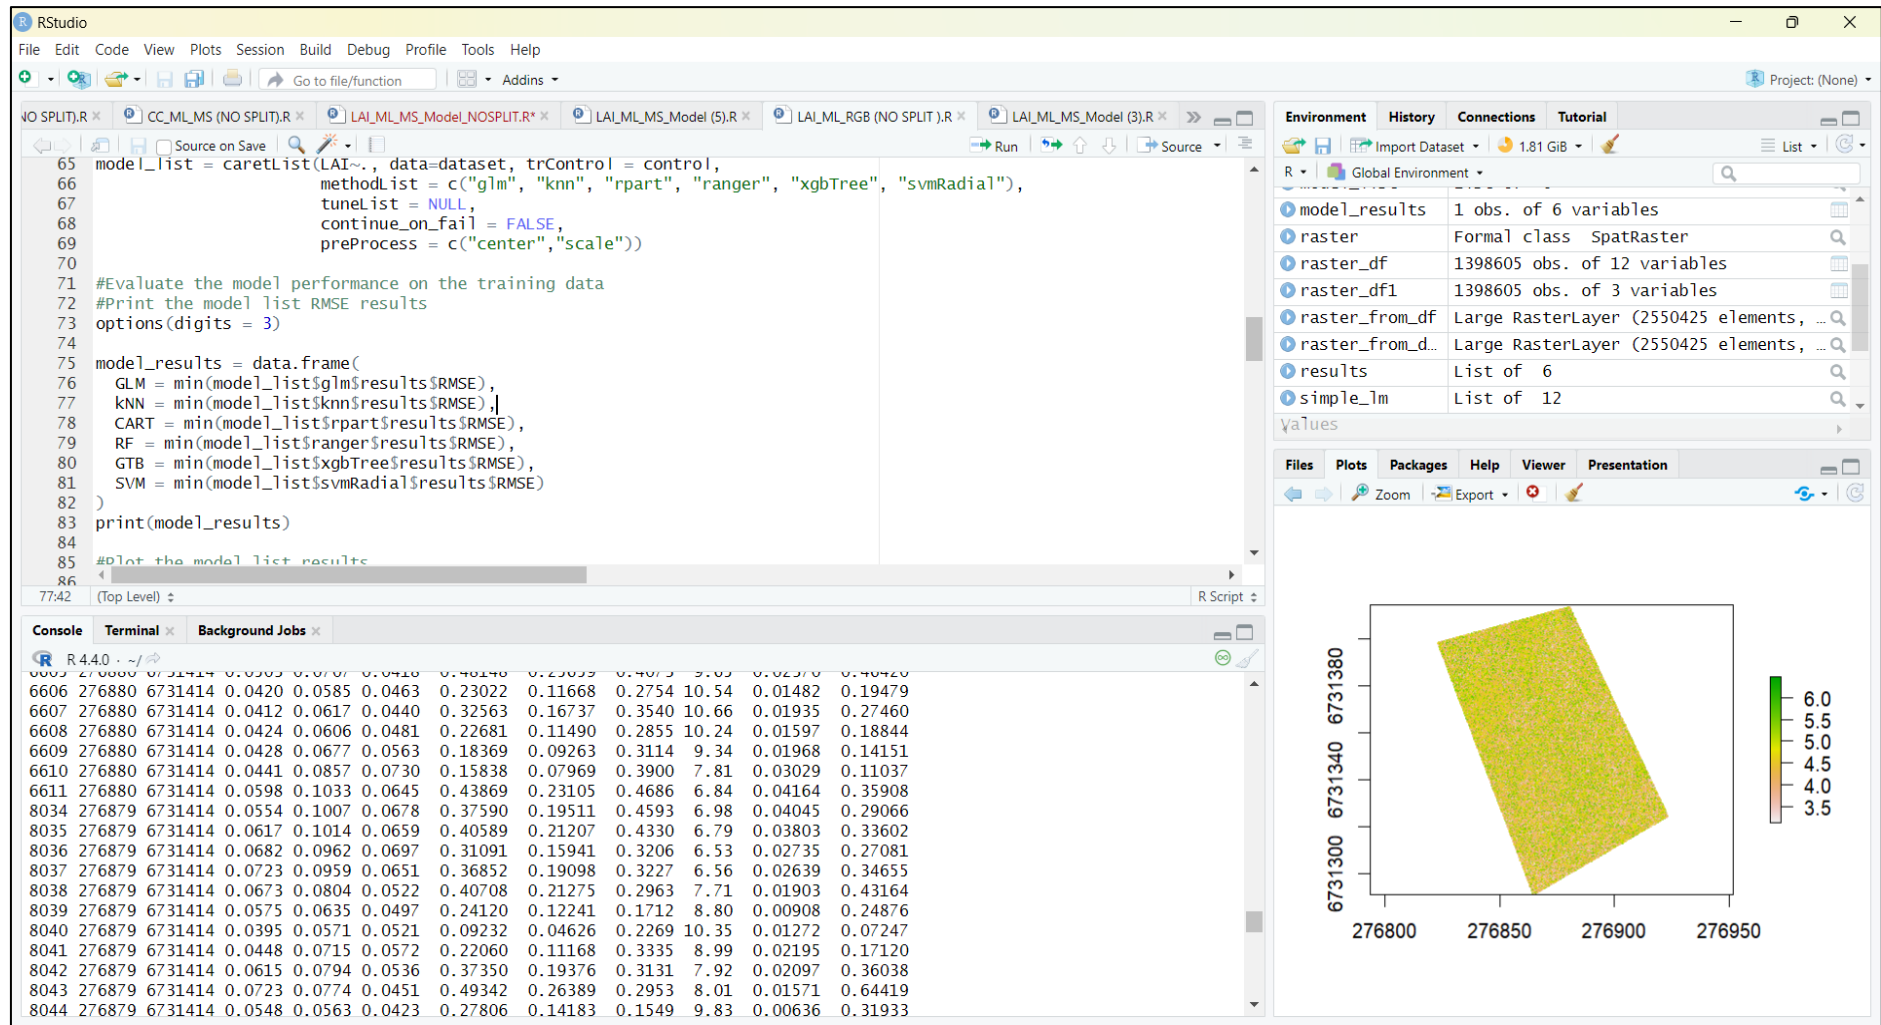 RStudio
File Edit Code View Plots Session Build Debug Profile Tools Help
Go to file/function
Addins
Project: (None)
NO SPLIT).R
CC_ML_MS (NO SPLIT).R
LAI_ML_MS_Model_NOSPLIT.R*
LAI_ML_MS_Model (5).R
LAI_ML_RGB (NO SPLIT ).R
LAI_ML_MS_Model (3).R
Source on Save
Run
Source
65 model_list = caretList(LAI~., data=dataset, trControl = control,
66 methodList = c("glm", "knn", "rpart", "ranger", "xgbTree", "svmRadial"),
67 tuneList = NULL,
68 continue_on_fail = FALSE,
69 preProcess = c("center","scale"))
70
71 #Evaluate the model performance on the training data
72 #Print the model list RMSE results
73 options(digits = 3)
74
75 model_results = data.frame(
76 GLM = min(model_list$glm$results$RMSE),
77 kNN = min(model_list$knn$results$RMSE),
78 CART = min(model_list$rpart$results$RMSE),
79 RF = min(model_list$ranger$results$RMSE),
80 GTB = min(model_list$xgbTree$results$RMSE),
81 SVM = min(model_list$svmRadial$results$RMSE)
82 )
83 print(model_results)
84
85 #Plot the model list results
86
77:42 (Top Level) R Script
Console Terminal Background Jobs
R 4.4.0 · ~/
6606 276880 6731414 0.0420 0.0585 0.0463 0.23022 0.11668 0.2754 10.54 0.01482 0.19479
6607 276880 6731414 0.0412 0.0617 0.0440 0.32563 0.16737 0.3540 10.66 0.01935 0.27460
6608 276880 6731414 0.0424 0.0606 0.0481 0.22681 0.11490 0.2855 10.24 0.01597 0.18844
6609 276880 6731414 0.0428 0.0677 0.0563 0.18369 0.09263 0.3114 9.34 0.01968 0.14151
6610 276880 6731414 0.0441 0.0857 0.0730 0.15838 0.07969 0.3900 7.81 0.03029 0.11037
6611 276880 6731414 0.0598 0.1033 0.0645 0.43869 0.23105 0.4686 6.84 0.04164 0.35908
8034 276879 6731414 0.0554 0.1007 0.0678 0.37590 0.19511 0.4593 6.98 0.04045 0.29066
8035 276879 6731414 0.0617 0.1014 0.0659 0.40589 0.21207 0.4330 6.79 0.03803 0.33602
8036 276879 6731414 0.0682 0.0962 0.0697 0.31091 0.15941 0.3206 6.53 0.02735 0.27081
8037 276879 6731414 0.0723 0.0959 0.0651 0.36852 0.19098 0.3227 6.56 0.02639 0.34655
8038 276879 6731414 0.0673 0.0804 0.0522 0.40708 0.21275 0.2963 7.71 0.01903 0.43164
8039 276879 6731414 0.0575 0.0635 0.0497 0.24120 0.12241 0.1712 8.80 0.00908 0.24876
8040 276879 6731414 0.0395 0.0571 0.0521 0.09232 0.04626 0.2269 10.35 0.01272 0.07247
8041 276879 6731414 0.0448 0.0715 0.0572 0.22060 0.11168 0.3335 8.99 0.02195 0.17120
8042 276879 6731414 0.0615 0.0794 0.0536 0.37350 0.19376 0.3131 7.92 0.02097 0.36038
8043 276879 6731414 0.0723 0.0774 0.0451 0.49342 0.26389 0.2953 8.01 0.01571 0.64419
8044 276879 6731414 0.0548 0.0563 0.0423 0.27806 0.14183 0.1549 9.83 0.00636 0.31933
Environment History Connections Tutorial
Import Dataset 1.81 GiB List
R Global Environment
model_results 1 obs. of 6 variables
raster Formal class SpatRaster
raster_df 1398605 obs. of 12 variables
raster_df1 1398605 obs. of 3 variables
raster_from_df Large RasterLayer (2550425 elements, …
raster_from_d… Large RasterLayer (2550425 elements, …
results List of 6
simple_lm List of 12
Values
Files Plots Packages Help Viewer Presentation
Zoom Export
6731380
6731340
6731300
276800 276850 276900 276950
6.0
5.5
5.0
4.5
4.0
3.5